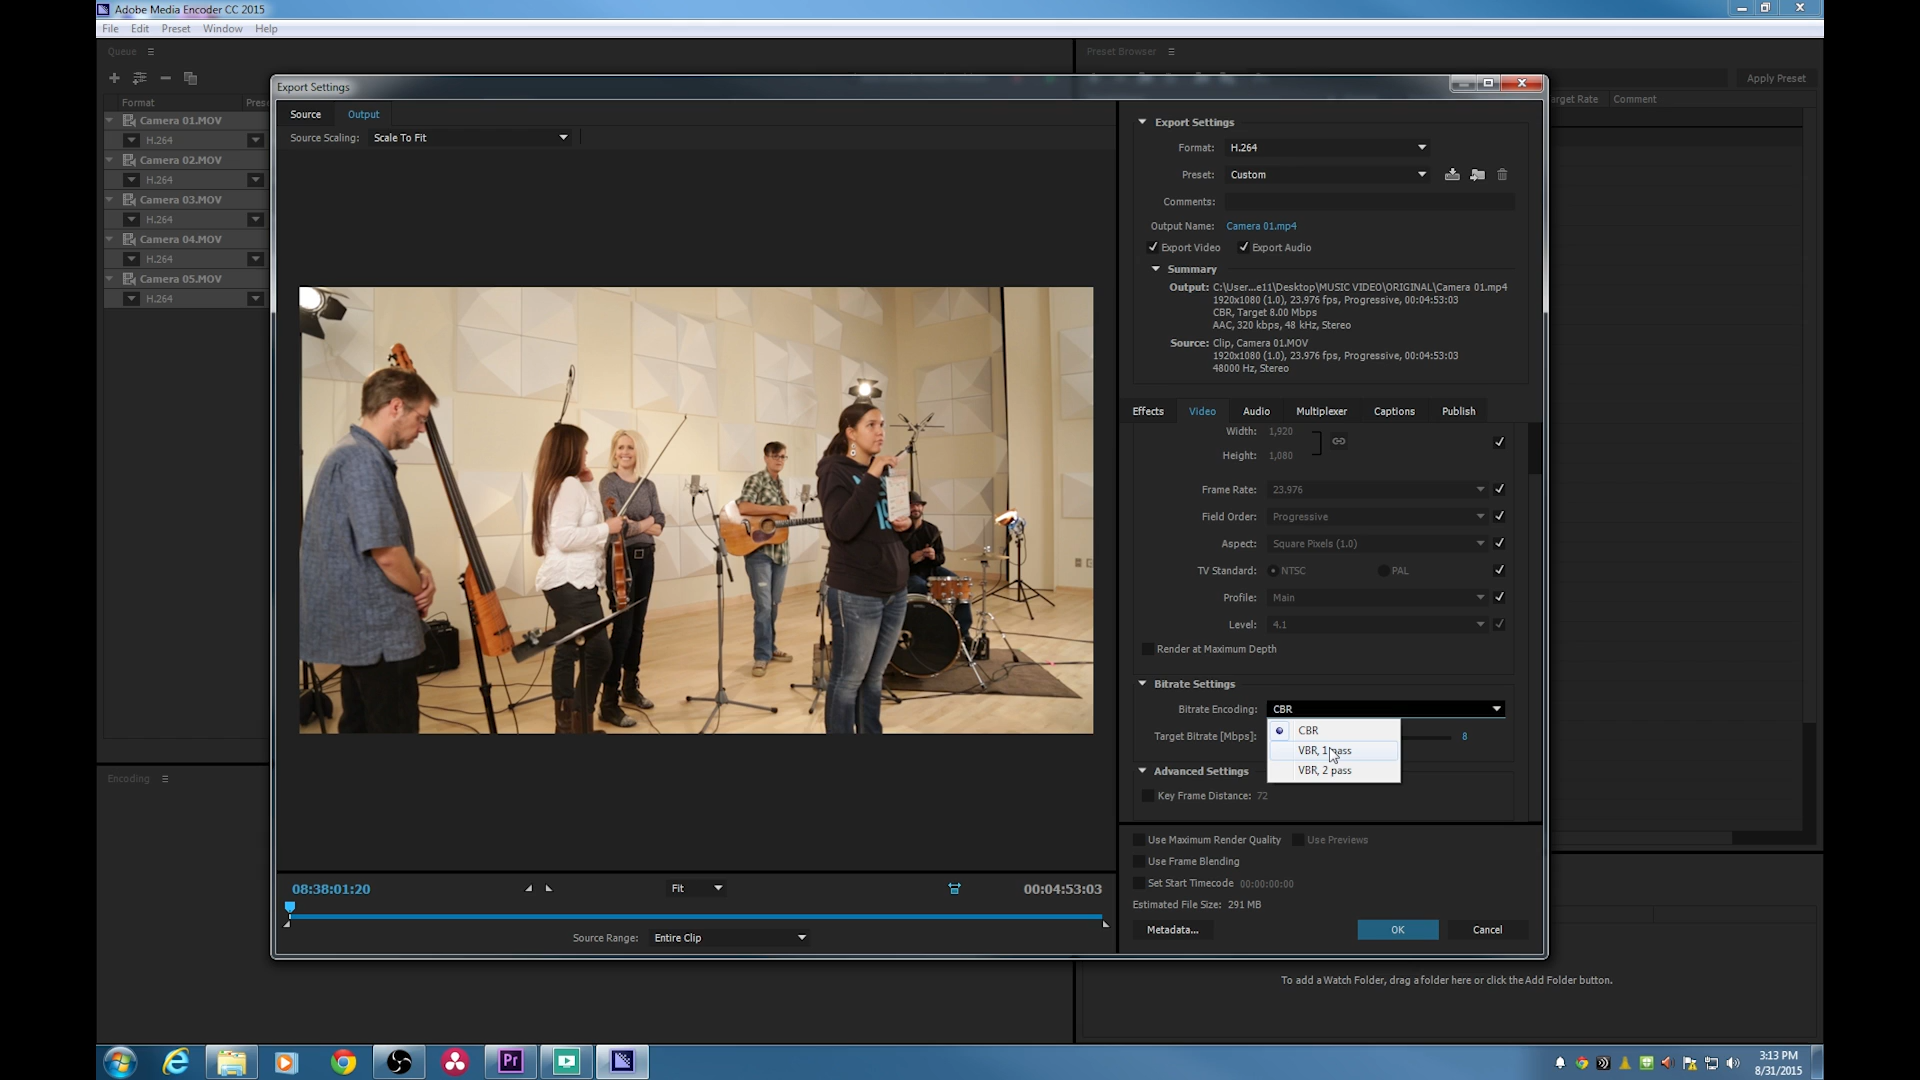 Adobe Media Encoder CC 2015
File Edit Preset Window Help
Queue
Preset Browser
Apply Preset
Format
Export Settings
Comment
Camera 01.MOV
H.264
Camera 02.MOV
H.264
Camera 03.MOV
H.264
Camera 04.MOV
H.264
Camera 05.MOV
H.264
Encoding
Source Output
Source Scaling: Scale To Fit
08:38:01:20 Fit 00:04:53:03
Source Range: Entire Clip
Export Settings
Format: H.264
Preset: Custom
Comments:
Output Name: Camera 01.mp4
Export Video Export Audio
Summary
Output: C:\User...e11\Desktop\MUSIC VIDEO\ORIGINAL\Camera 01.mp4
1920x1080 (1.0), 23.976 fps, Progressive, 00:04:53:03
CBR, Target 8.00 Mbps
AAC, 320 kbps, 48 kHz, Stereo
Source: Clip, Camera 01.MOV
1920x1080 (1.0), 23.976 fps, Progressive, 00:04:53:03
48000 Hz, Stereo
Effects Video Audio Multiplexer Captions Publish
Width: 1,920
Height: 1,080
Frame Rate: 23.976
Field Order: Progressive
Aspect: Square Pixels (1.0)
TV Standard: NTSC PAL
Profile: Main
Level: 4.1
Render at Maximum Depth
Bitrate Settings
Bitrate Encoding: CBR
CBR
Target Bitrate [Mbps]: 8
VBR, 1 pass
VBR, 2 pass
Advanced Settings
Key Frame Distance: 72
Use Maximum Render Quality Use Previews
Use Frame Blending
Set Start Timecode 00:00:00:00
Estimated File Size: 291 MB
Metadata... OK Cancel
To add a Watch Folder, drag a folder here or click the Add Folder button.
Pr
3:13 PM
8/31/2015